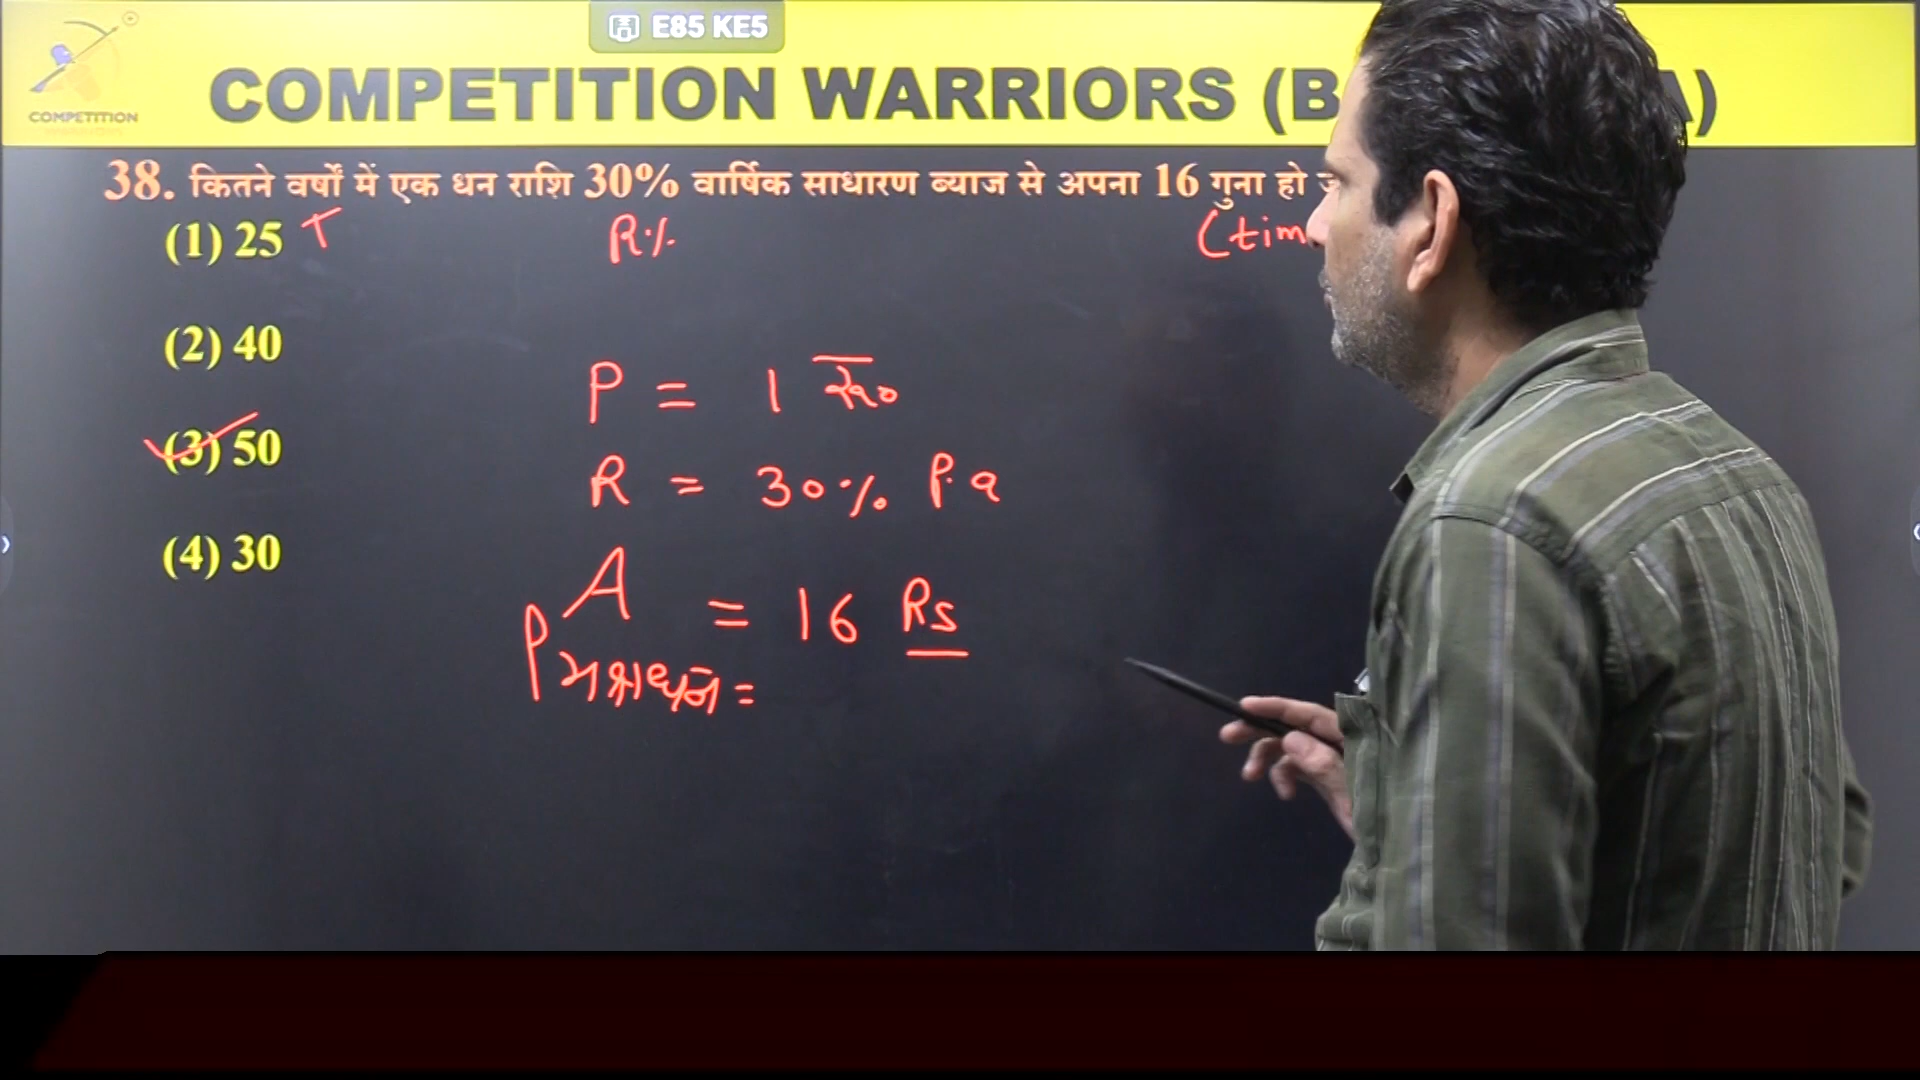 E85 KE5
COMPETITION
COMPETITION WARRIORS (B A)
38. कितने वर्षों में एक धन राशि 30% वार्षिक साधारण ब्याज से अपना 16 गुना हो
(1) 25
R%
(tim
(2) 40
P = 1 रु०
(3) 50
R = 30% P.a
(4) 30
A = 16 Rs
P =